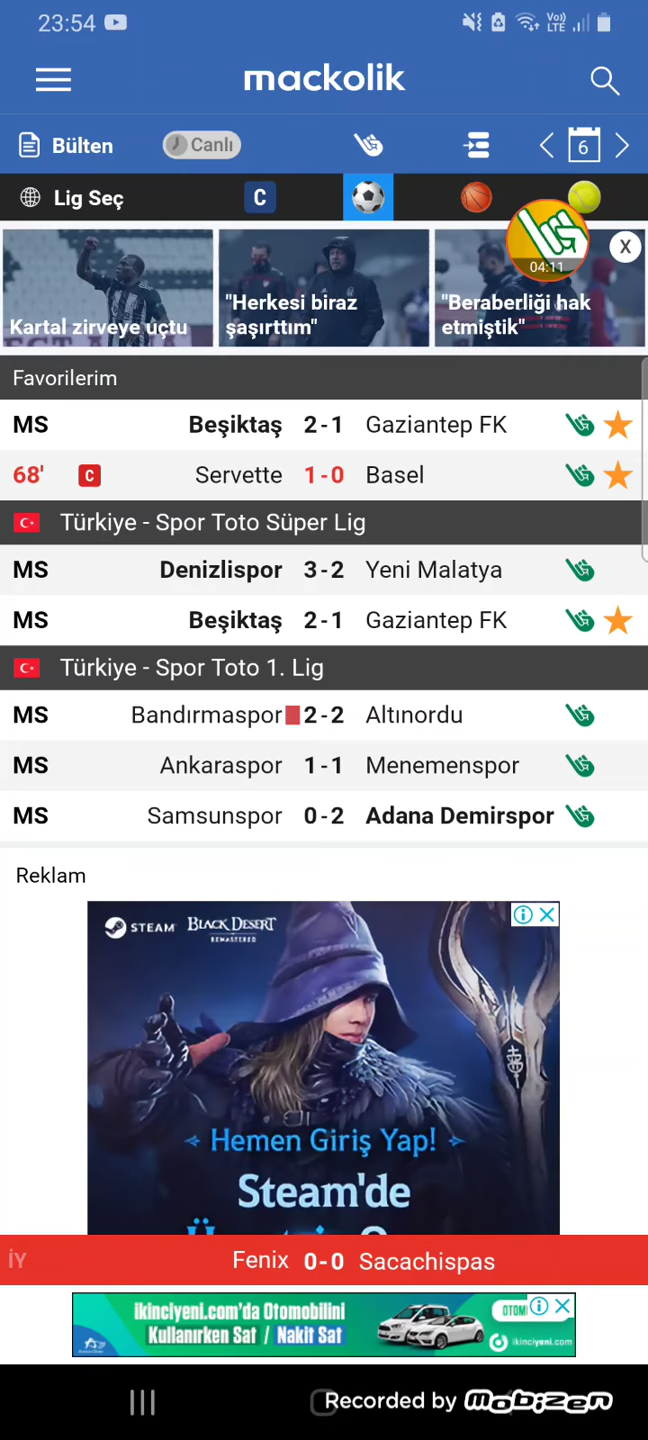 23:54
Vo)) LTE
mackolik
Bülten
Canlı
6
Lig Seç
C
04:11
X
Kartal zirveye uçtu
"Herkesi biraz şaşırttım"
"Beraberliği hak etmiştik"
Favorilerim
MS Beşiktaş 2-1 Gaziantep FK
68' C Servette 1-0 Basel
Türkiye - Spor Toto Süper Lig
MS Denizlispor 3-2 Yeni Malatya
MS Beşiktaş 2-1 Gaziantep FK
Türkiye - Spor Toto 1. Lig
MS Bandırmaspor 2-2 Altınordu
MS Ankaraspor 1-1 Menemenspor
MS Samsunspor 0-2 Adana Demirspor
Reklam
STEAM BLACK DESERT
REMASTERED
Hemen Giriş Yap!
Steam'de
İY Fenix 0-0 Sacachispas
ikinciyeni.com'da Otomobilini
Kullanırken Sat / Nakit Sat
OTOM
ikinciyeni.com
Recorded by MOBIZEN